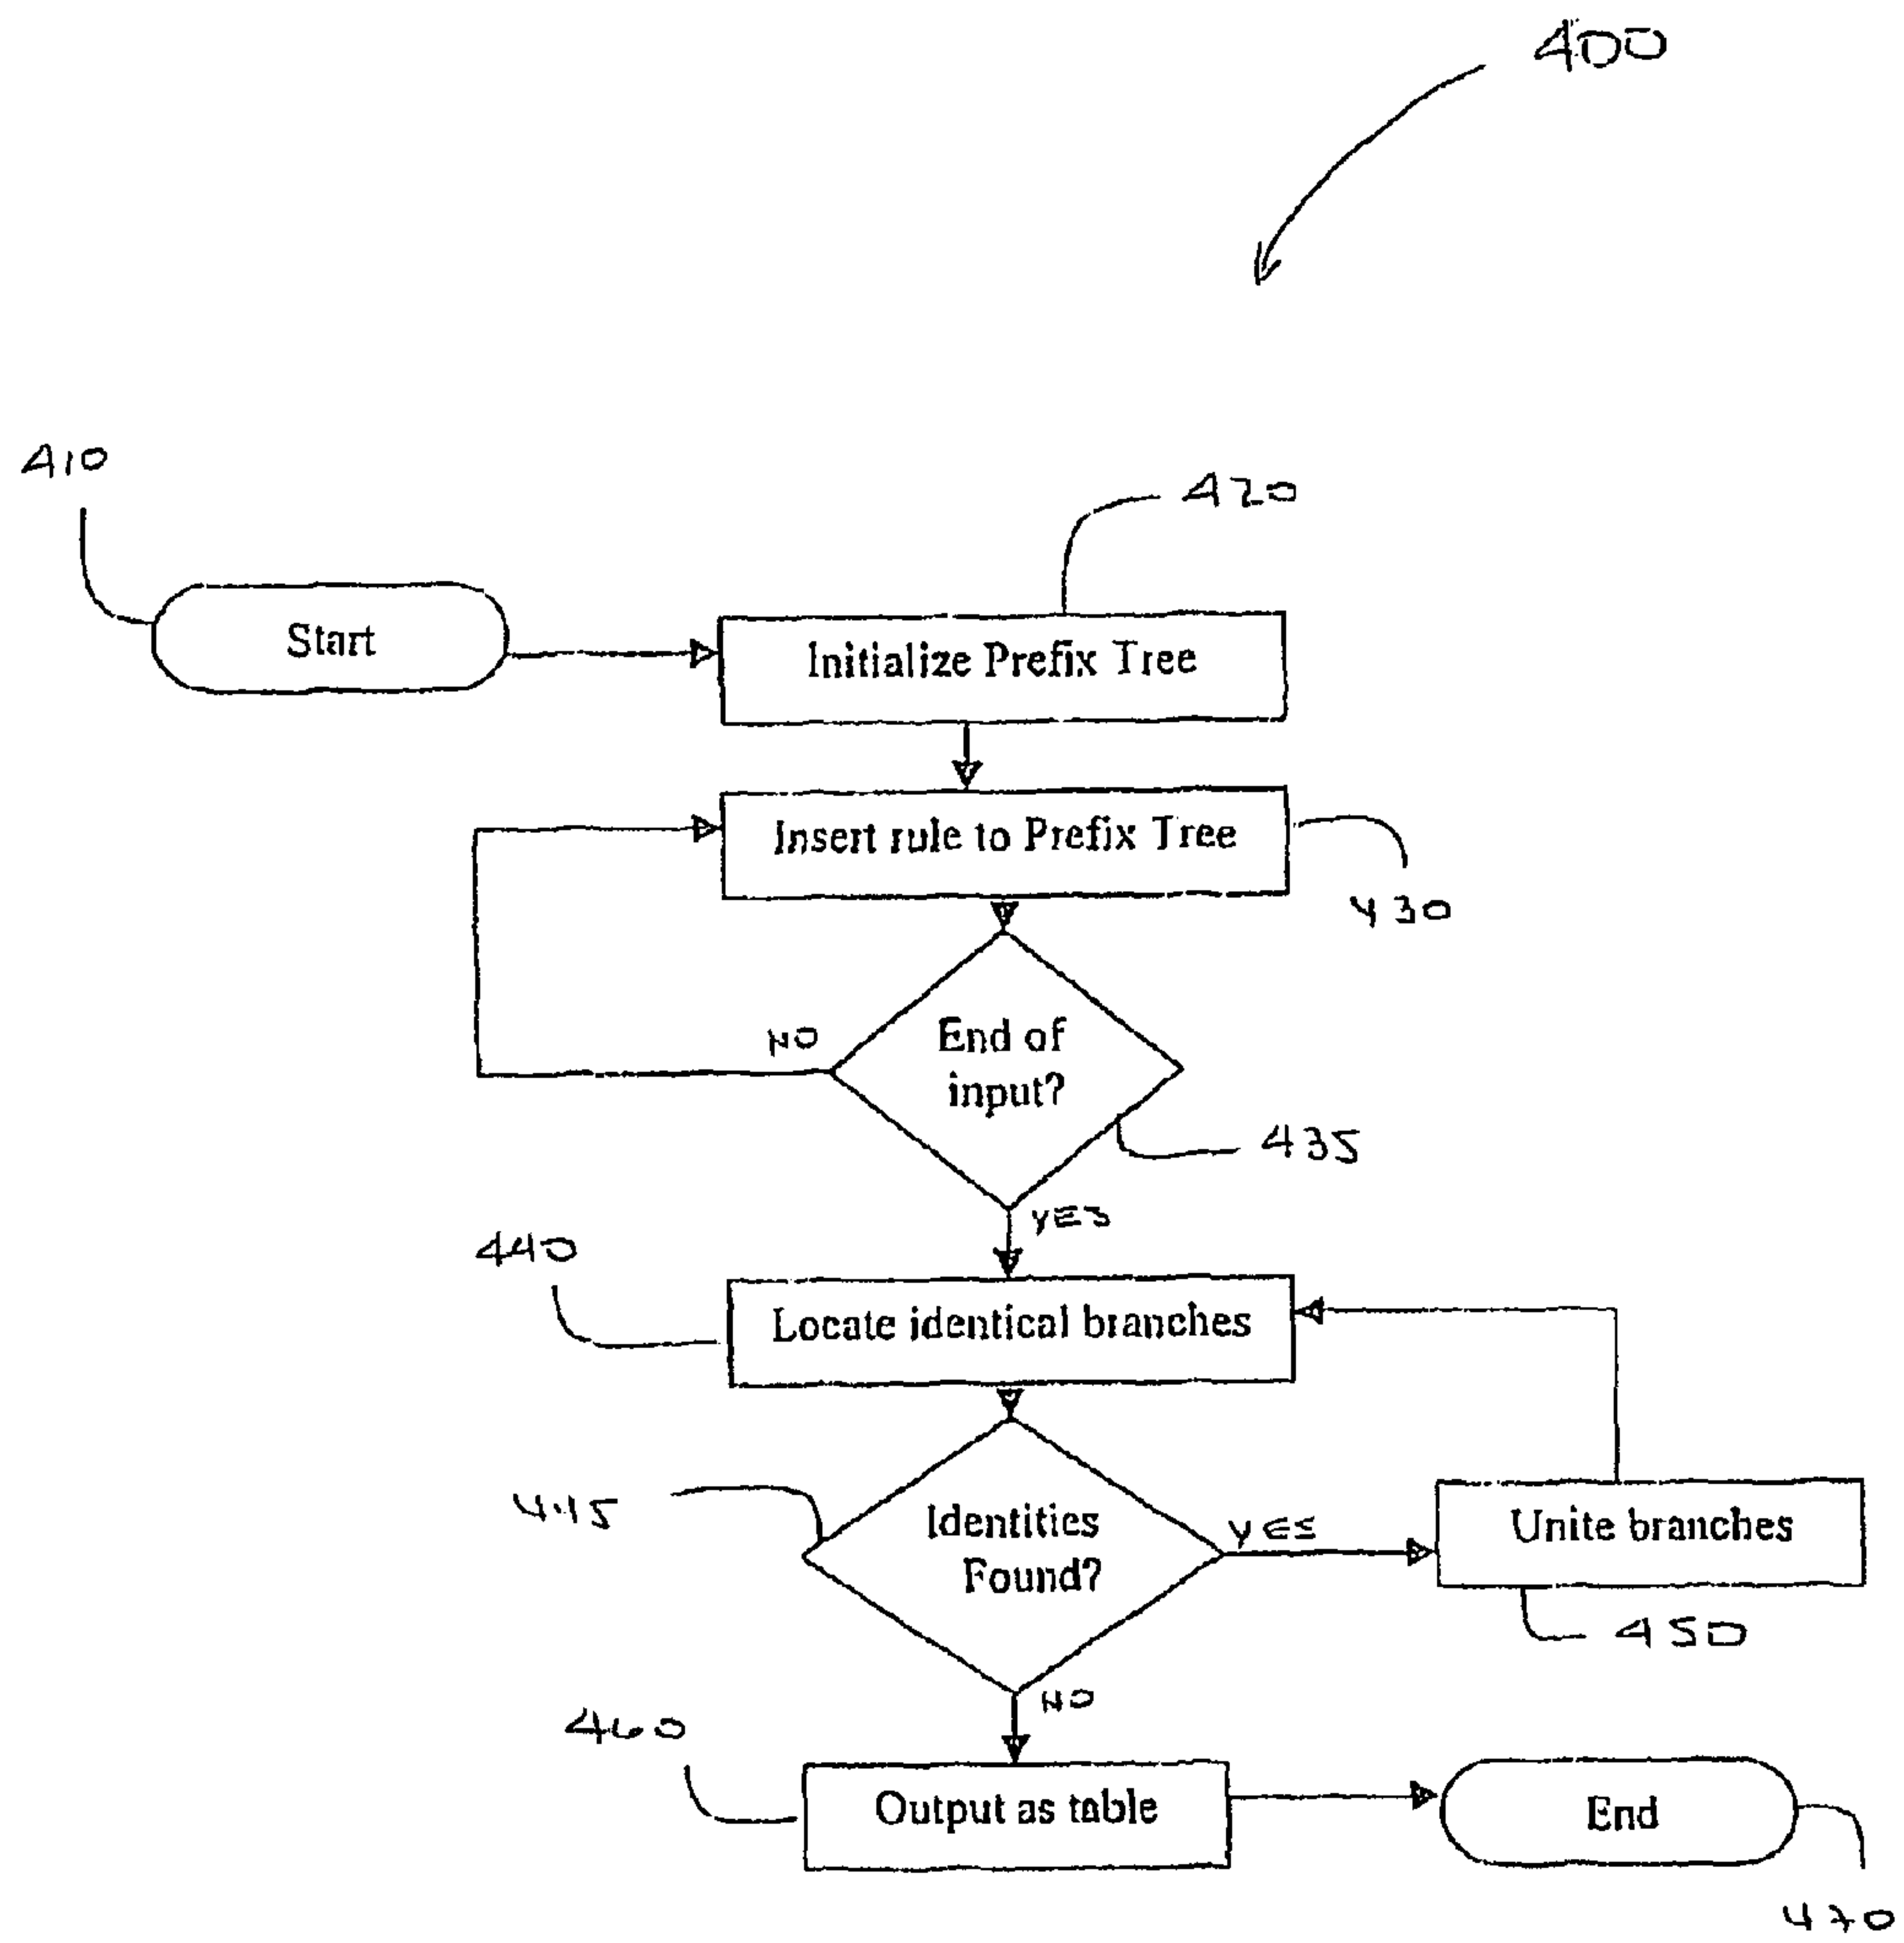 400
410
420
Start
Initialize Prefix Tree
Insert rule to Prefix Tree
430
NO
End of
input?
435
YES
440
Locate identical branches
445
Identities
Found?
YES
Unite branches
450
NO
460
Output as table
End
470